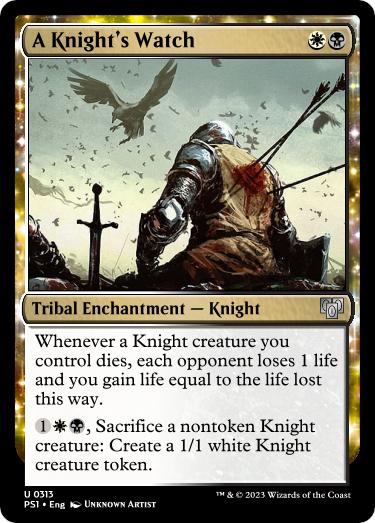 A Knight's Watch
Tribal Enchantment — Knight
Whenever a Knight creature you
control dies, each opponent loses 1 life
and you gain life equal to the life lost
this way.
1, Sacrifice a nontoken Knight
creature: Create a 1/1 white Knight
creature token.
U 0313
PS1 • Eng Unknown Artist
™ & © 2023 Wizards of the Coast